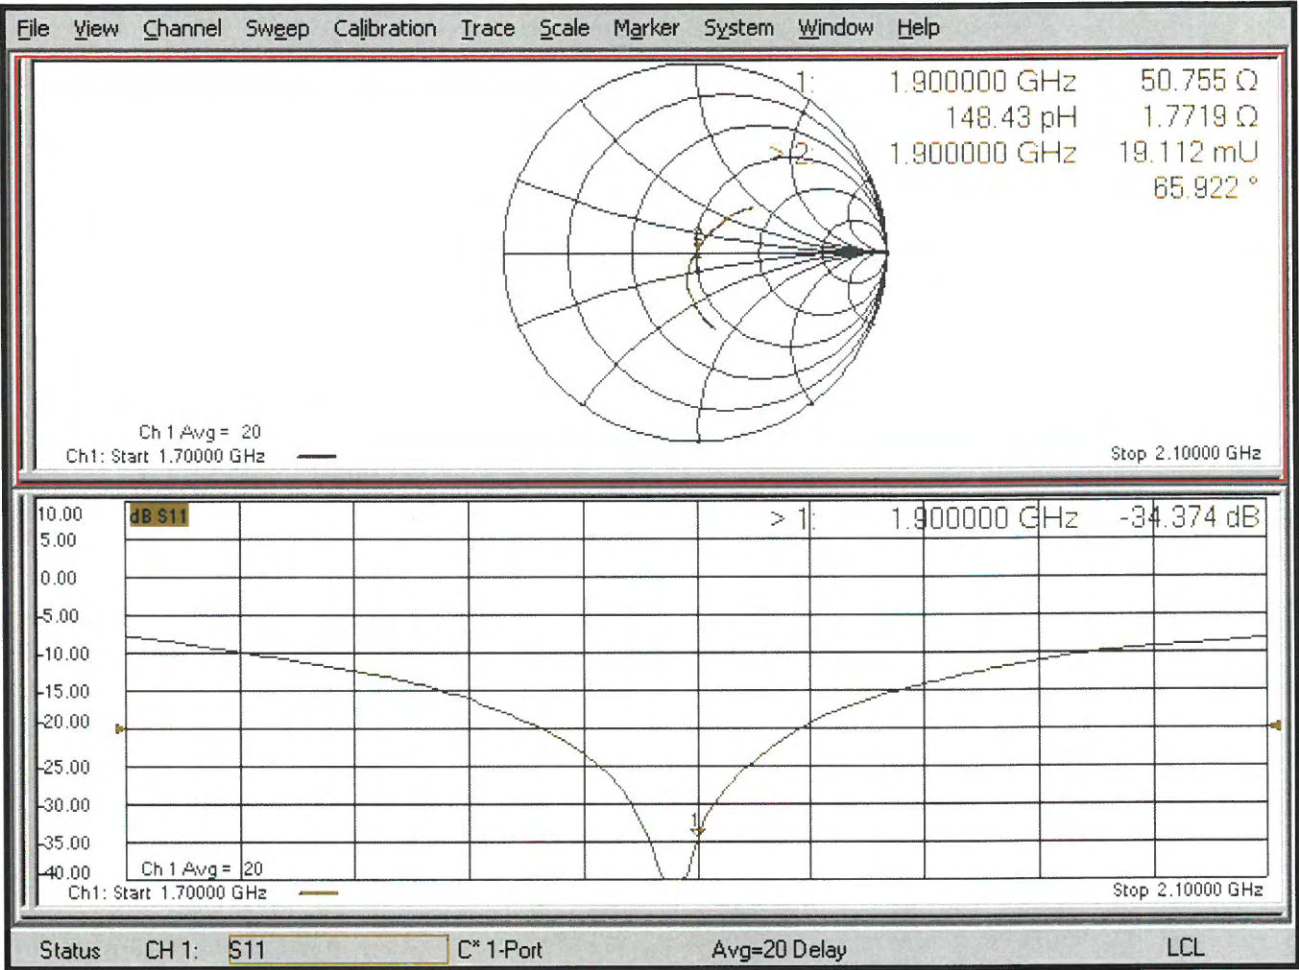 File View Channel Sweep Calibration Trace Scale Marker System Window Help
1: 1.900000 GHz 50.755 Ω
148.43 pH 1.7719 Ω
> 2: 1.900000 GHz 19.112 mU
65.922 °
Ch 1 Avg = 20
Ch1: Start 1.70000 GHz
Stop 2.10000 GHz
10.00
dB S11
> 1: 1.900000 GHz -34.374 dB
5.00
0.00
-5.00
-10.00
-15.00
-20.00
-25.00
-30.00
1
-35.00
-40.00
Ch 1 Avg = 20
Ch1: Start 1.70000 GHz
Stop 2.10000 GHz
Status CH 1: S11 C* 1-Port Avg=20 Delay LCL